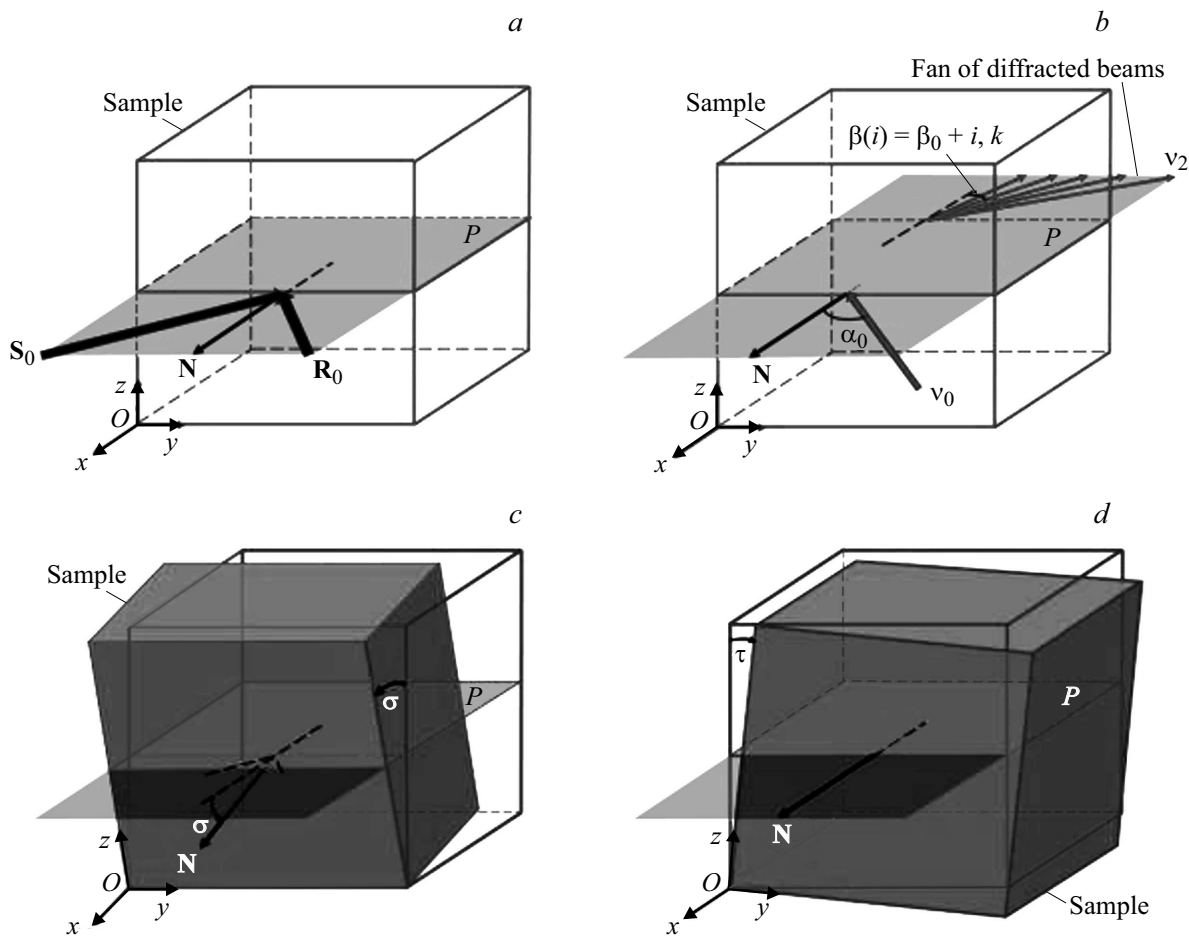 a
Sample
P
S₀
N
R₀
z
O
y
x
b
Fan of diffracted beams
Sample
β(i) = β₀ + i, k
ν₂
P
α₀
N
ν₀
z
O
y
x
c
Sample
σ
P
σ
N
z
O
y
x
d
τ
P
N
z
O
y
x
Sample